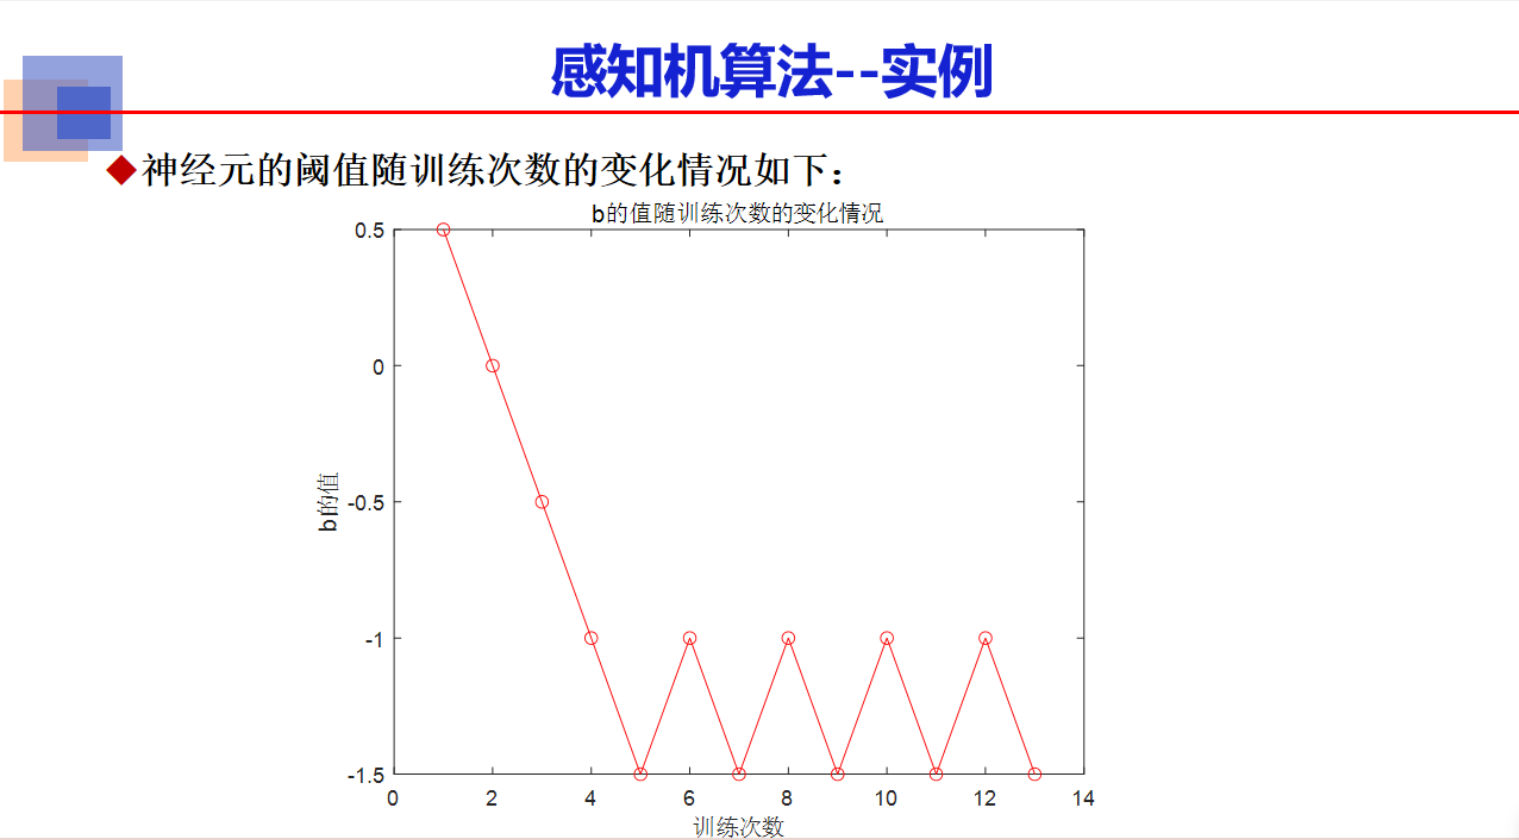 感知机算法--实例
神经元的阈值随训练次数的变化情况如下：
b的值随训练次数的变化情况
0.5
0
-0.5
-1
-1.5
b的值
0 2 4 6 8 10 12 14
训练次数